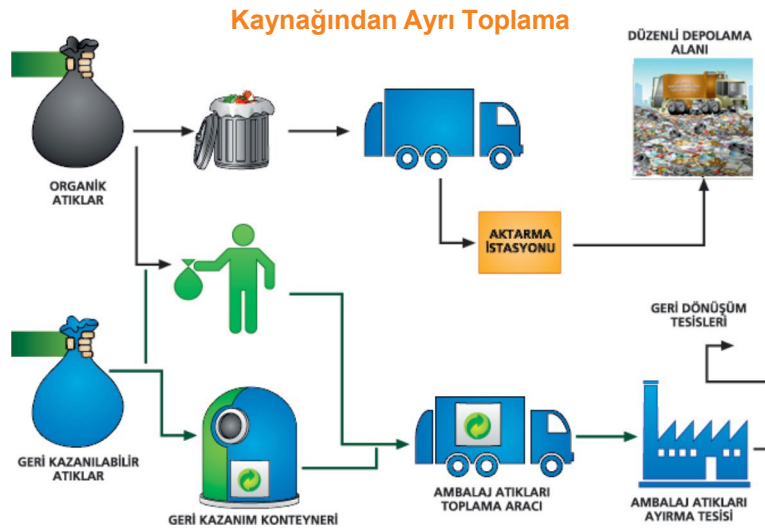 Kaynağından Ayrı Toplama
DÜZENLİ DEPOLAMA
ALANI
ORGANİK
ATIKLAR
AKTARMA
İSTASYONU
GERİ DÖNÜŞÜM
TESİSLERİ
GERİ KAZANILABİLİR
ATIKLAR
GERİ KAZANIM KONTEYNERİ
AMBALAJ ATIKLARI
TOPLAMA ARACI
AMBALAJ ATIKLARI
AYIRMA TESİSİ